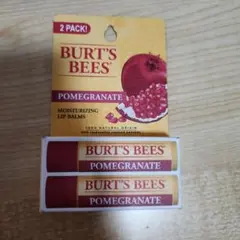 2 PACK!
BURT'S
BEES®
POMEGRANATE
MOISTURIZING
LIP BALMS
100% NATURAL ORIGIN
BURT'S BEES
POMEGRANATE
BURT'S BEES
POMEGRANATE